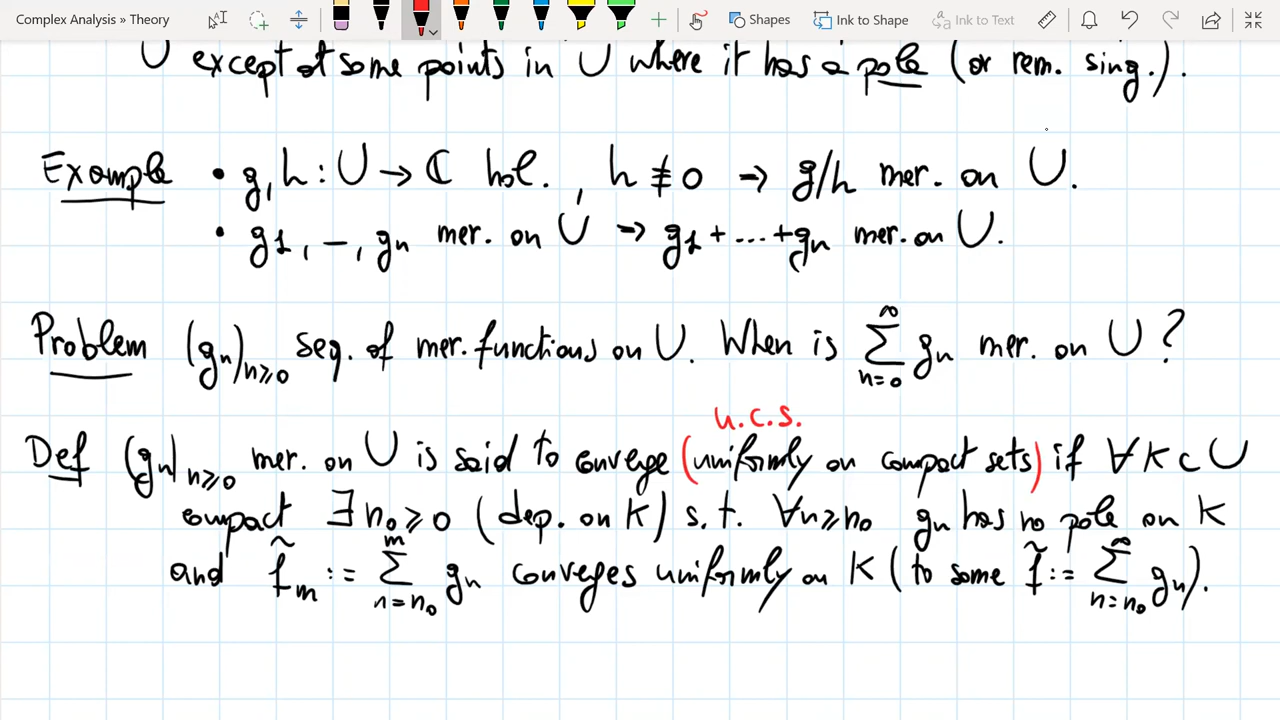 Complex Analysis » Theory
Shapes
Ink to Shape
Ink to Text
U except at some points in U where it has a pole (or rem. sing.).
Example • g, h : U → ℂ hol. , h ≢ 0 → g/h mer. on U.
• g1, –, gn mer. on U → g1 + ... + gn mer. on U.
Problem (gn)n≥0 seq. of mer. functions on U. When is ∑_{n=0}^{∞} gn mer. on U?
u.c.s.
Def (gn)n≥0 mer. on U is said to converge (uniformly on compact sets) if ∀ K ⊂ U
compact ∃ n0 ≥ 0 (dep. on K) s.t. ∀n≥n0 gn has no pole on K
and f̃m := ∑_{n=n0}^{m} gn converges uniformly on K (to some f̃ := ∑_{n=n0}^{∞} gn).